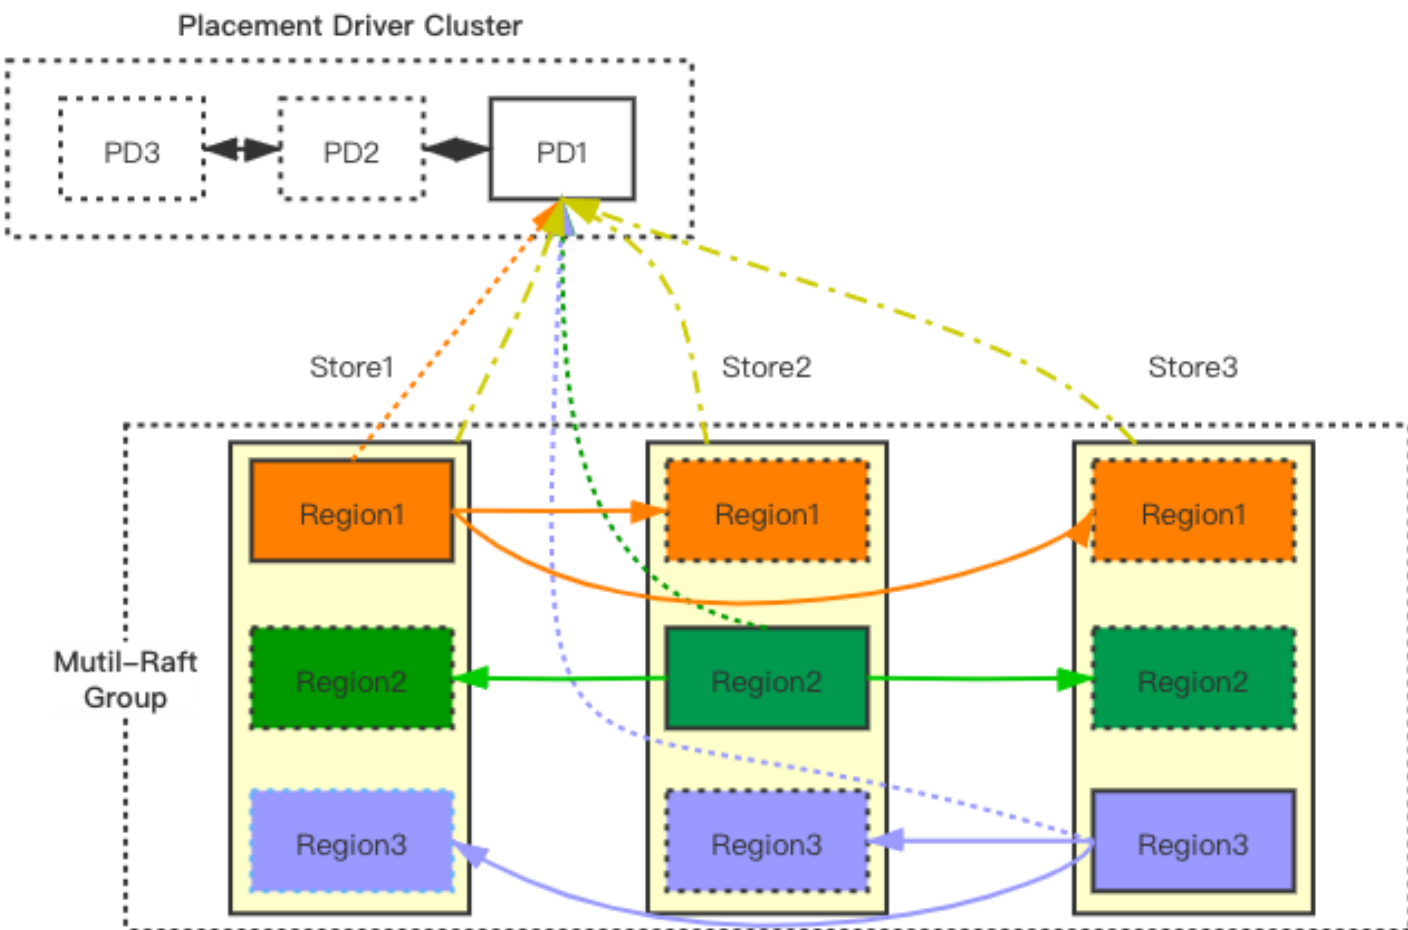 Placement Driver Cluster
PD3
PD2
PD1
Store1
Store2
Store3
Region1
Region1
Region1
Mutil-Raft
Group
Region2
Region2
Region2
Region3
Region3
Region3